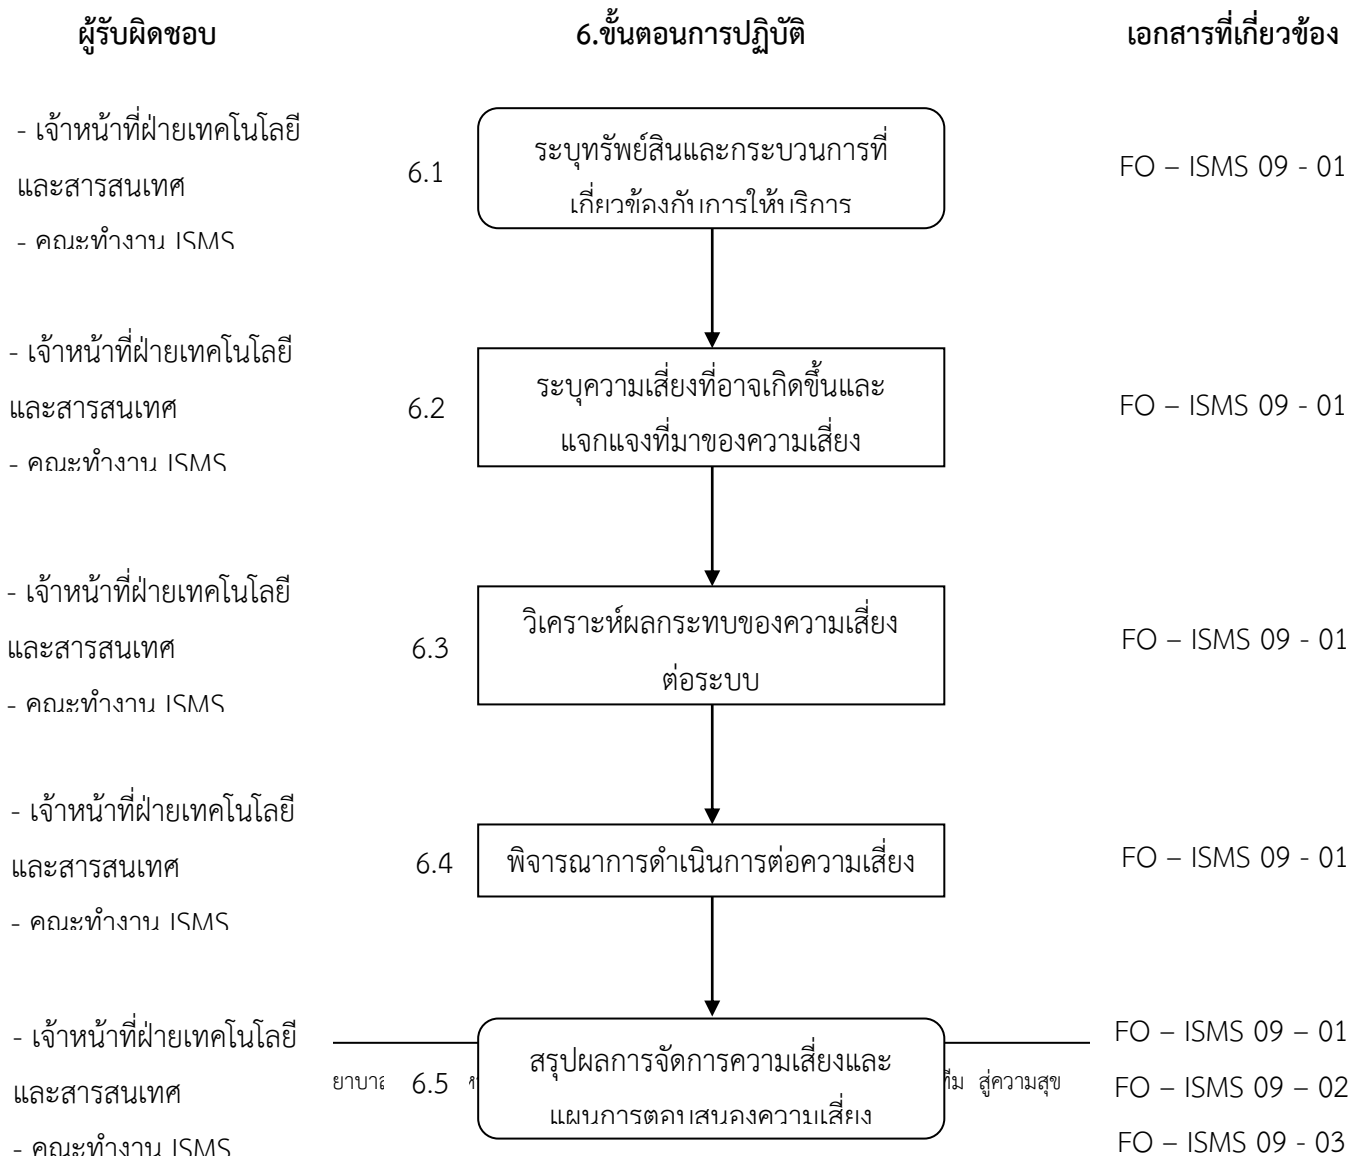 ผู้รับผิดชอบ
6.ขั้นตอนการปฏิบัติ
เอกสารที่เกี่ยวข้อง
- เจ้าหน้าที่ฝ่ายเทคโนโลยี
และสารสนเทศ
- คณะทำงาน ISMS
6.1
ระบุทรัพย์สินและกระบวนการที่
เกี่ยวข้องกับการให้บริการ
FO – ISMS 09 - 01
- เจ้าหน้าที่ฝ่ายเทคโนโลยี
และสารสนเทศ
- คณะทำงาน ISMS
6.2
ระบุความเสี่ยงที่อาจเกิดขึ้นและ
แจกแจงที่มาของความเสี่ยง
FO – ISMS 09 - 01
- เจ้าหน้าที่ฝ่ายเทคโนโลยี
และสารสนเทศ
- คณะทำงาน ISMS
6.3
วิเคราะห์ผลกระทบของความเสี่ยง
ต่อระบบ
FO – ISMS 09 - 01
- เจ้าหน้าที่ฝ่ายเทคโนโลยี
และสารสนเทศ
- คณะทำงาน ISMS
6.4
พิจารณาการดำเนินการต่อความเสี่ยง
FO – ISMS 09 - 01
- เจ้าหน้าที่ฝ่ายเทคโนโลยี
และสารสนเทศ
- คณะทำงาน ISMS
6.5
สรุปผลการจัดการความเสี่ยงและ
แผนการตอบสนองความเสี่ยง
สู่ความสุข
FO – ISMS 09 – 01
FO – ISMS 09 – 02
FO – ISMS 09 - 03